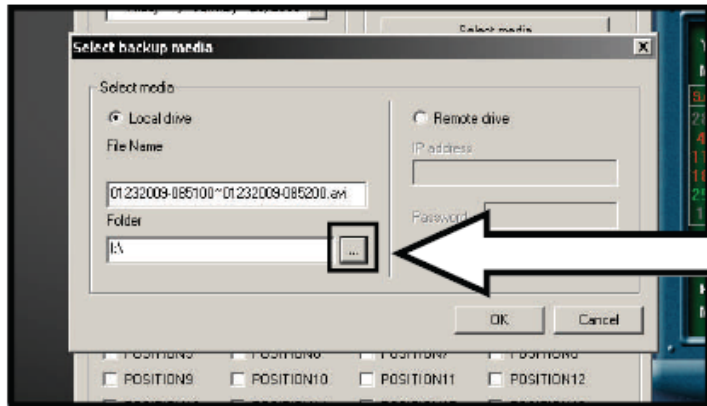 Select media
Select backup media
X
Select media
Local drive
Remote drive
File Name
IP address
01232009-085100~01232009-085200.avi
Folder
Password
I:\
...
OK
Cancel
POSITION9
POSITION10
POSITION11
POSITION12